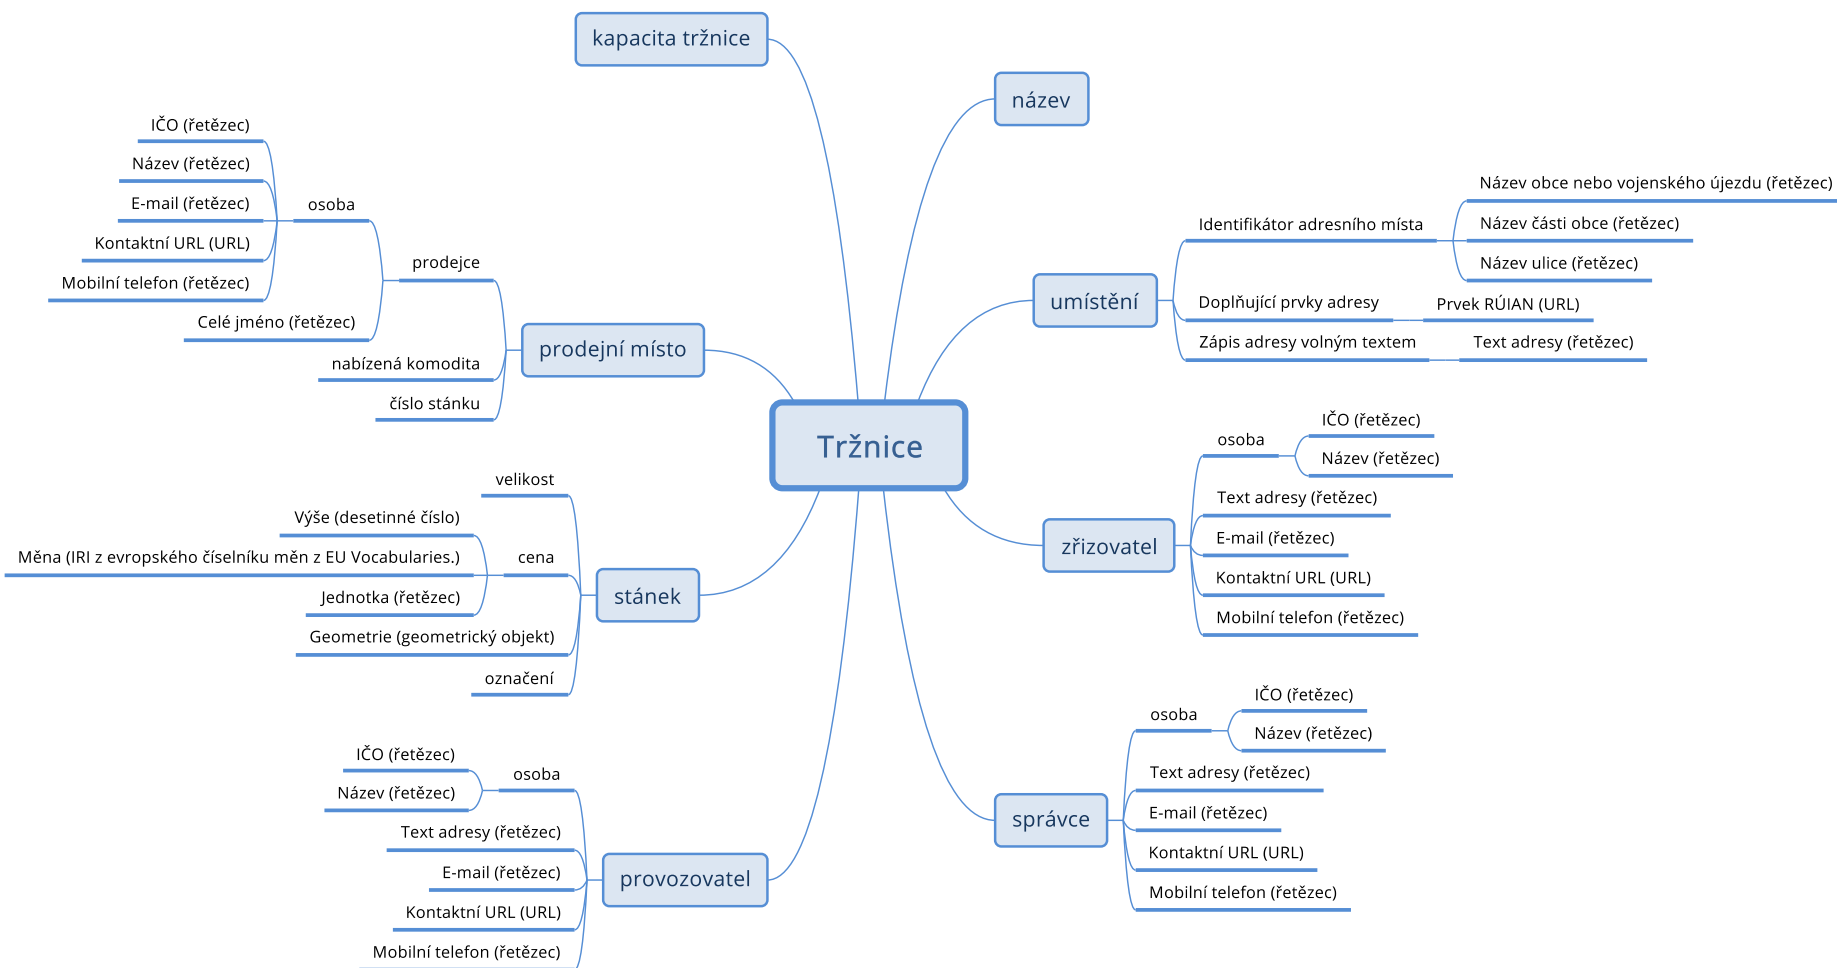 kapacita tržnice
název
IČO (řetězec)
Název (řetězec)
E-mail (řetězec)
Kontaktní URL (URL)
Mobilní telefon (řetězec)
osoba
Celé jméno (řetězec)
prodejce
nabízená komodita
číslo stánku
prodejní místo
Název obce nebo vojenského újezdu (řetězec)
Název části obce (řetězec)
Název ulice (řetězec)
Identifikátor adresního místa
Doplňující prvky adresy
Prvek RÚIAN (URL)
Zápis adresy volným textem
Text adresy (řetězec)
umístění
Tržnice
velikost
Výše (desetinné číslo)
Měna (IRI z evropského číselníku měn z EU Vocabularies.)
Jednotka (řetězec)
cena
Geometrie (geometrický objekt)
označení
stánek
osoba
IČO (řetězec)
Název (řetězec)
Text adresy (řetězec)
E-mail (řetězec)
Kontaktní URL (URL)
Mobilní telefon (řetězec)
zřizovatel
IČO (řetězec)
Název (řetězec)
osoba
Text adresy (řetězec)
E-mail (řetězec)
Kontaktní URL (URL)
Mobilní telefon (řetězec)
provozovatel
osoba
IČO (řetězec)
Název (řetězec)
Text adresy (řetězec)
E-mail (řetězec)
Kontaktní URL (URL)
Mobilní telefon (řetězec)
správce